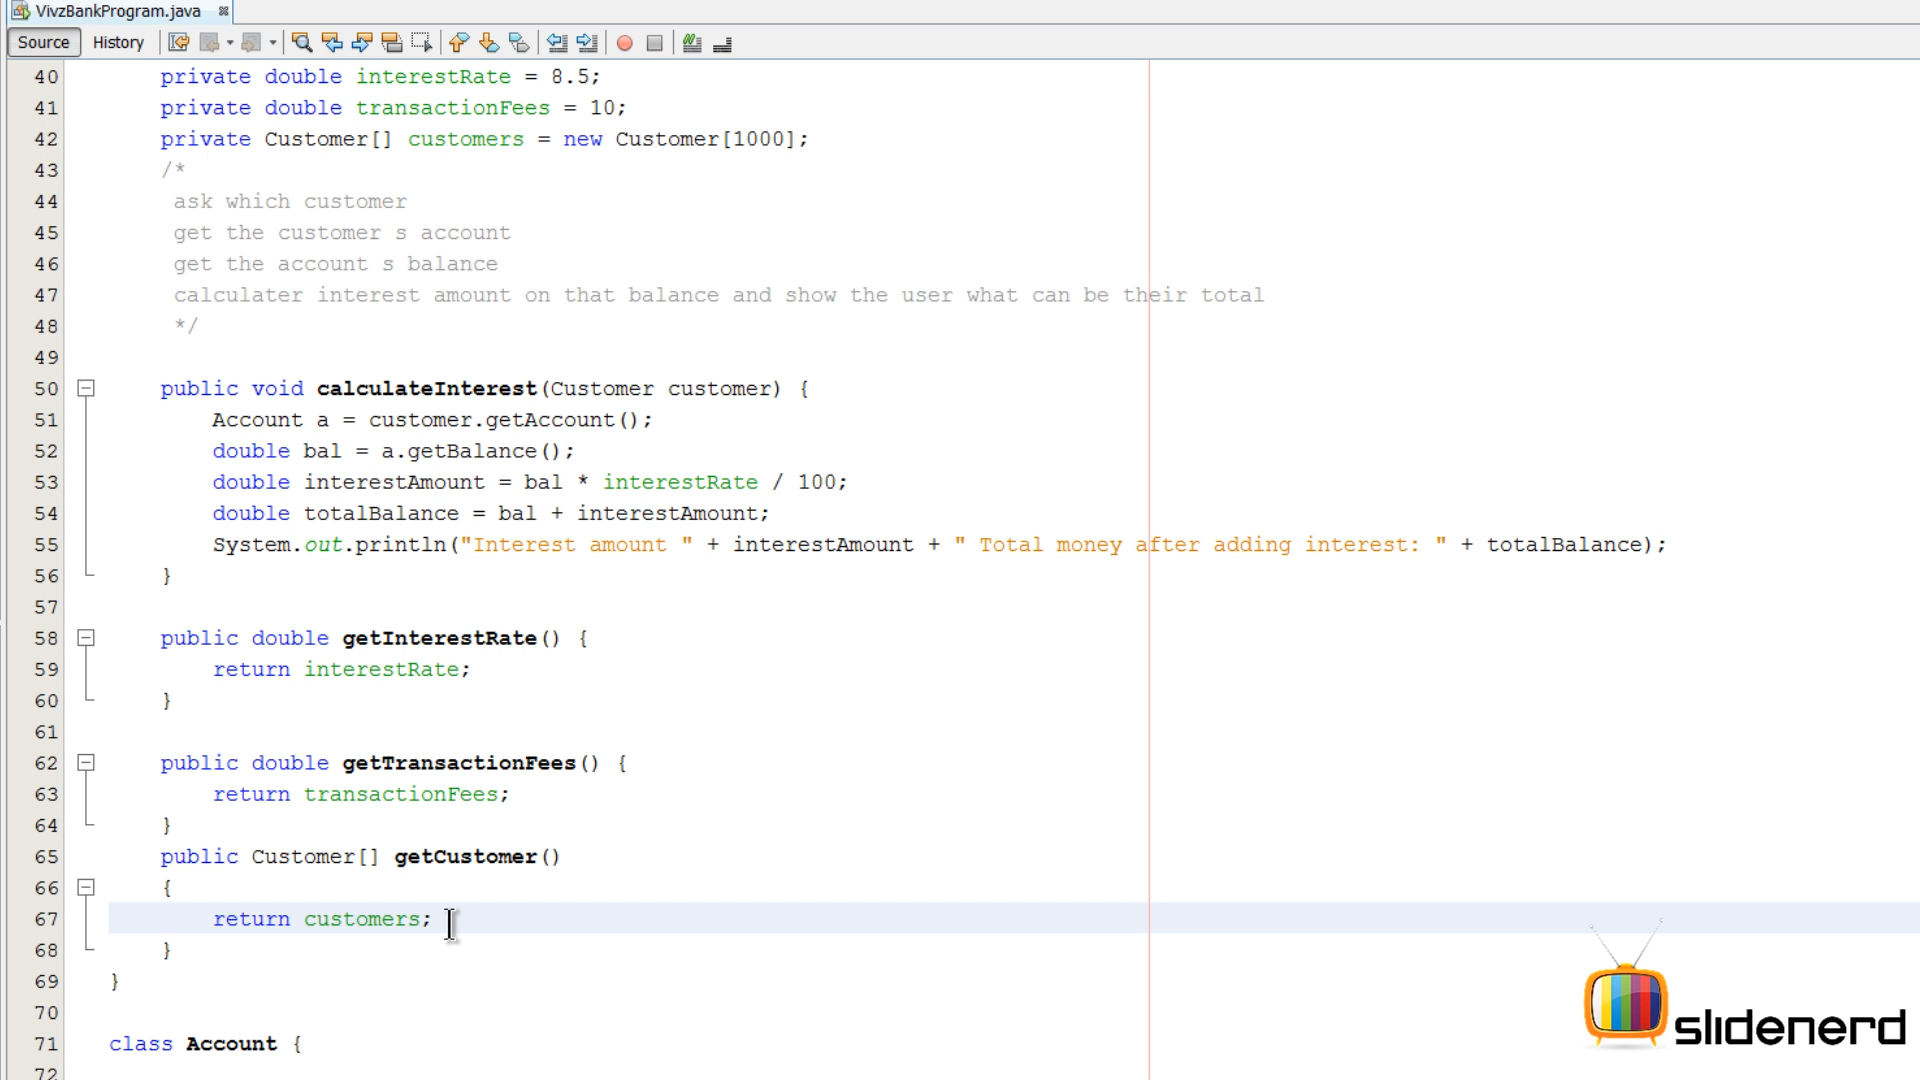 VivzBankProgram.java
Source History
40 private double interestRate = 8.5;
41 private double transactionFees = 10;
42 private Customer[] customers = new Customer[1000];
43 /*
44 ask which customer
45 get the customer s account
46 get the account s balance
47 calculater interest amount on that balance and show the user what can be their total
48 */
49
50 public void calculateInterest(Customer customer) {
51 Account a = customer.getAccount();
52 double bal = a.getBalance();
53 double interestAmount = bal * interestRate / 100;
54 double totalBalance = bal + interestAmount;
55 System.out.println("Interest amount " + interestAmount + " Total money after adding interest: " + totalBalance);
56 }
57
58 public double getInterestRate() {
59 return interestRate;
60 }
61
62 public double getTransactionFees() {
63 return transactionFees;
64 }
65 public Customer[] getCustomer()
66 {
67 return customers;
68 }
69 }
70
71 class Account {
72
slidenerd